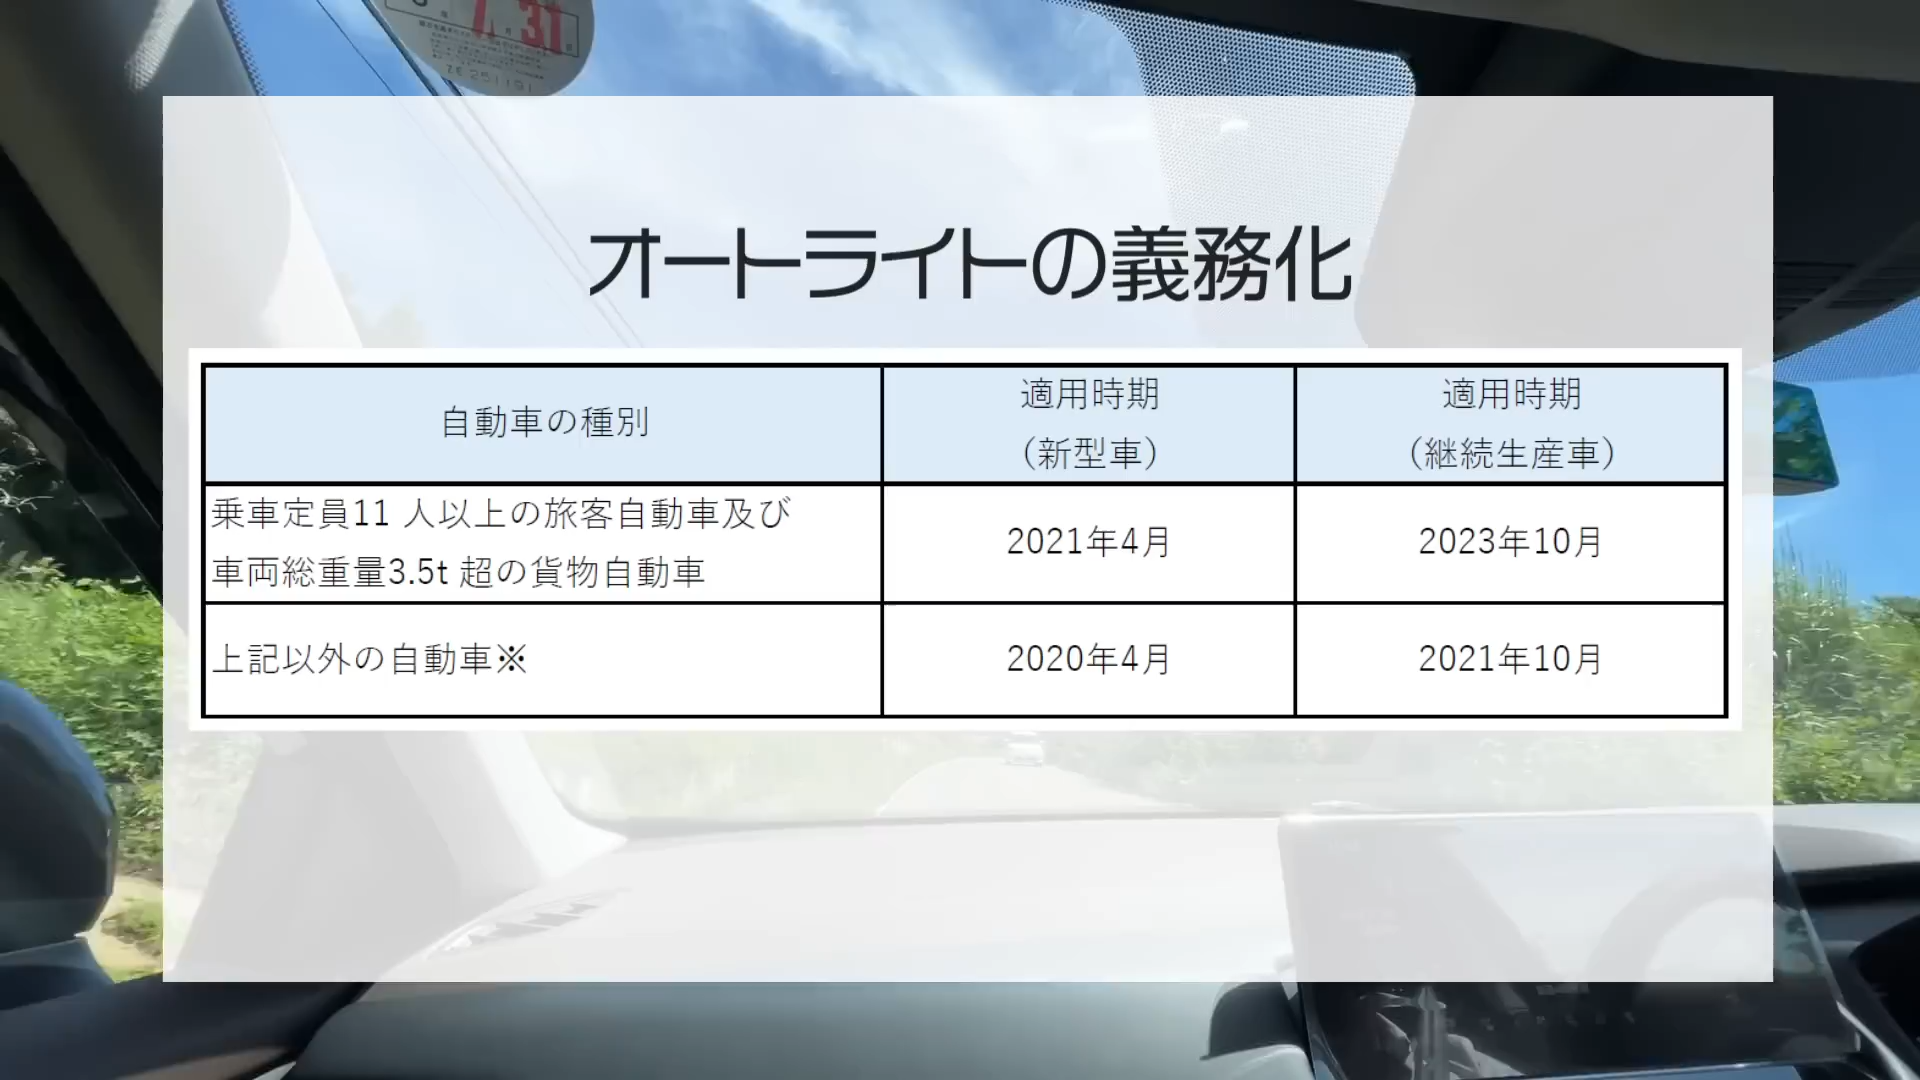 7月31日
オートライトの義務化
自動車の種別
適用時期
（新型車）
適用時期
（継続生産車）
乗車定員11 人以上の旅客自動車及び
車両総重量3.5t 超の貨物自動車
2021年4月
2023年10月
上記以外の自動車※
2020年4月
2021年10月